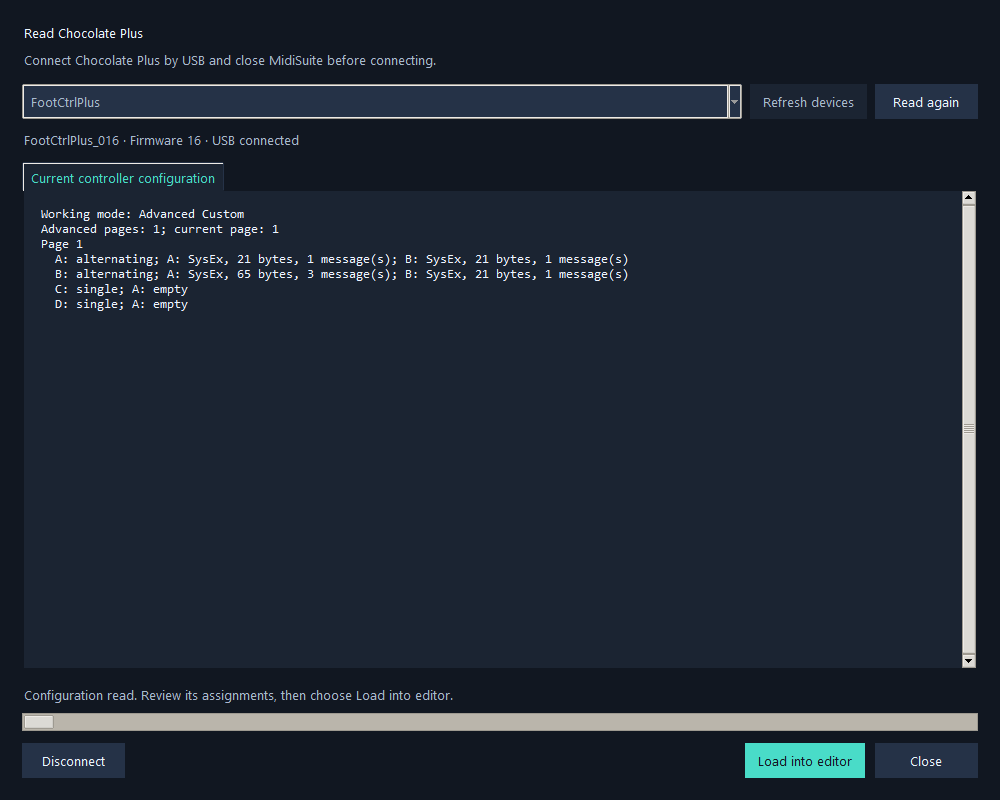 Read Chocolate Plus
Connect Chocolate Plus by USB and close MidiSuite before connecting.
FootCtrlPlus
Refresh devices
Read again
FootCtrlPlus_016 · Firmware 16 · USB connected
Current controller configuration
Working mode: Advanced Custom
Advanced pages: 1; current page: 1
Page 1
A: alternating; A: SysEx, 21 bytes, 1 message(s); B: SysEx, 21 bytes, 1 message(s)
B: alternating; A: SysEx, 65 bytes, 3 message(s); B: SysEx, 21 bytes, 1 message(s)
C: single; A: empty
D: single; A: empty
Configuration read. Review its assignments, then choose Load into editor.
Disconnect
Load into editor
Close